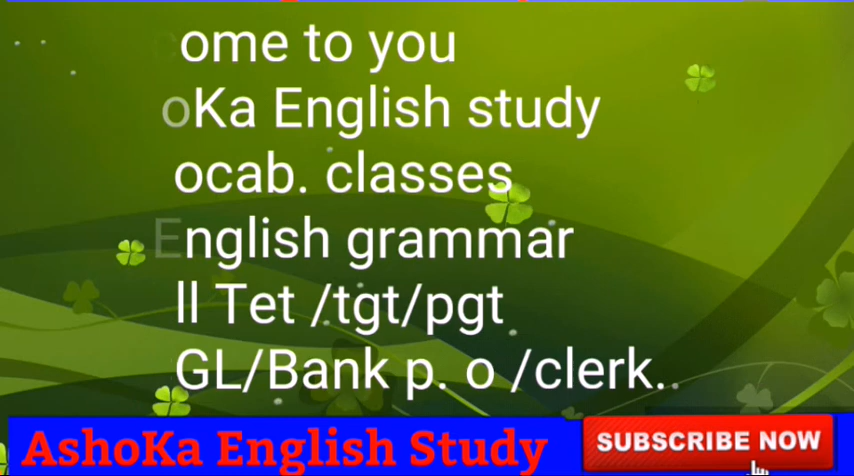 ome to you
oKa English study
ocab. classes
English grammar
ll Tet /tgt/pgt
GL/Bank p. o /clerk..
AshoKa English Study
SUBSCRIBE NOW